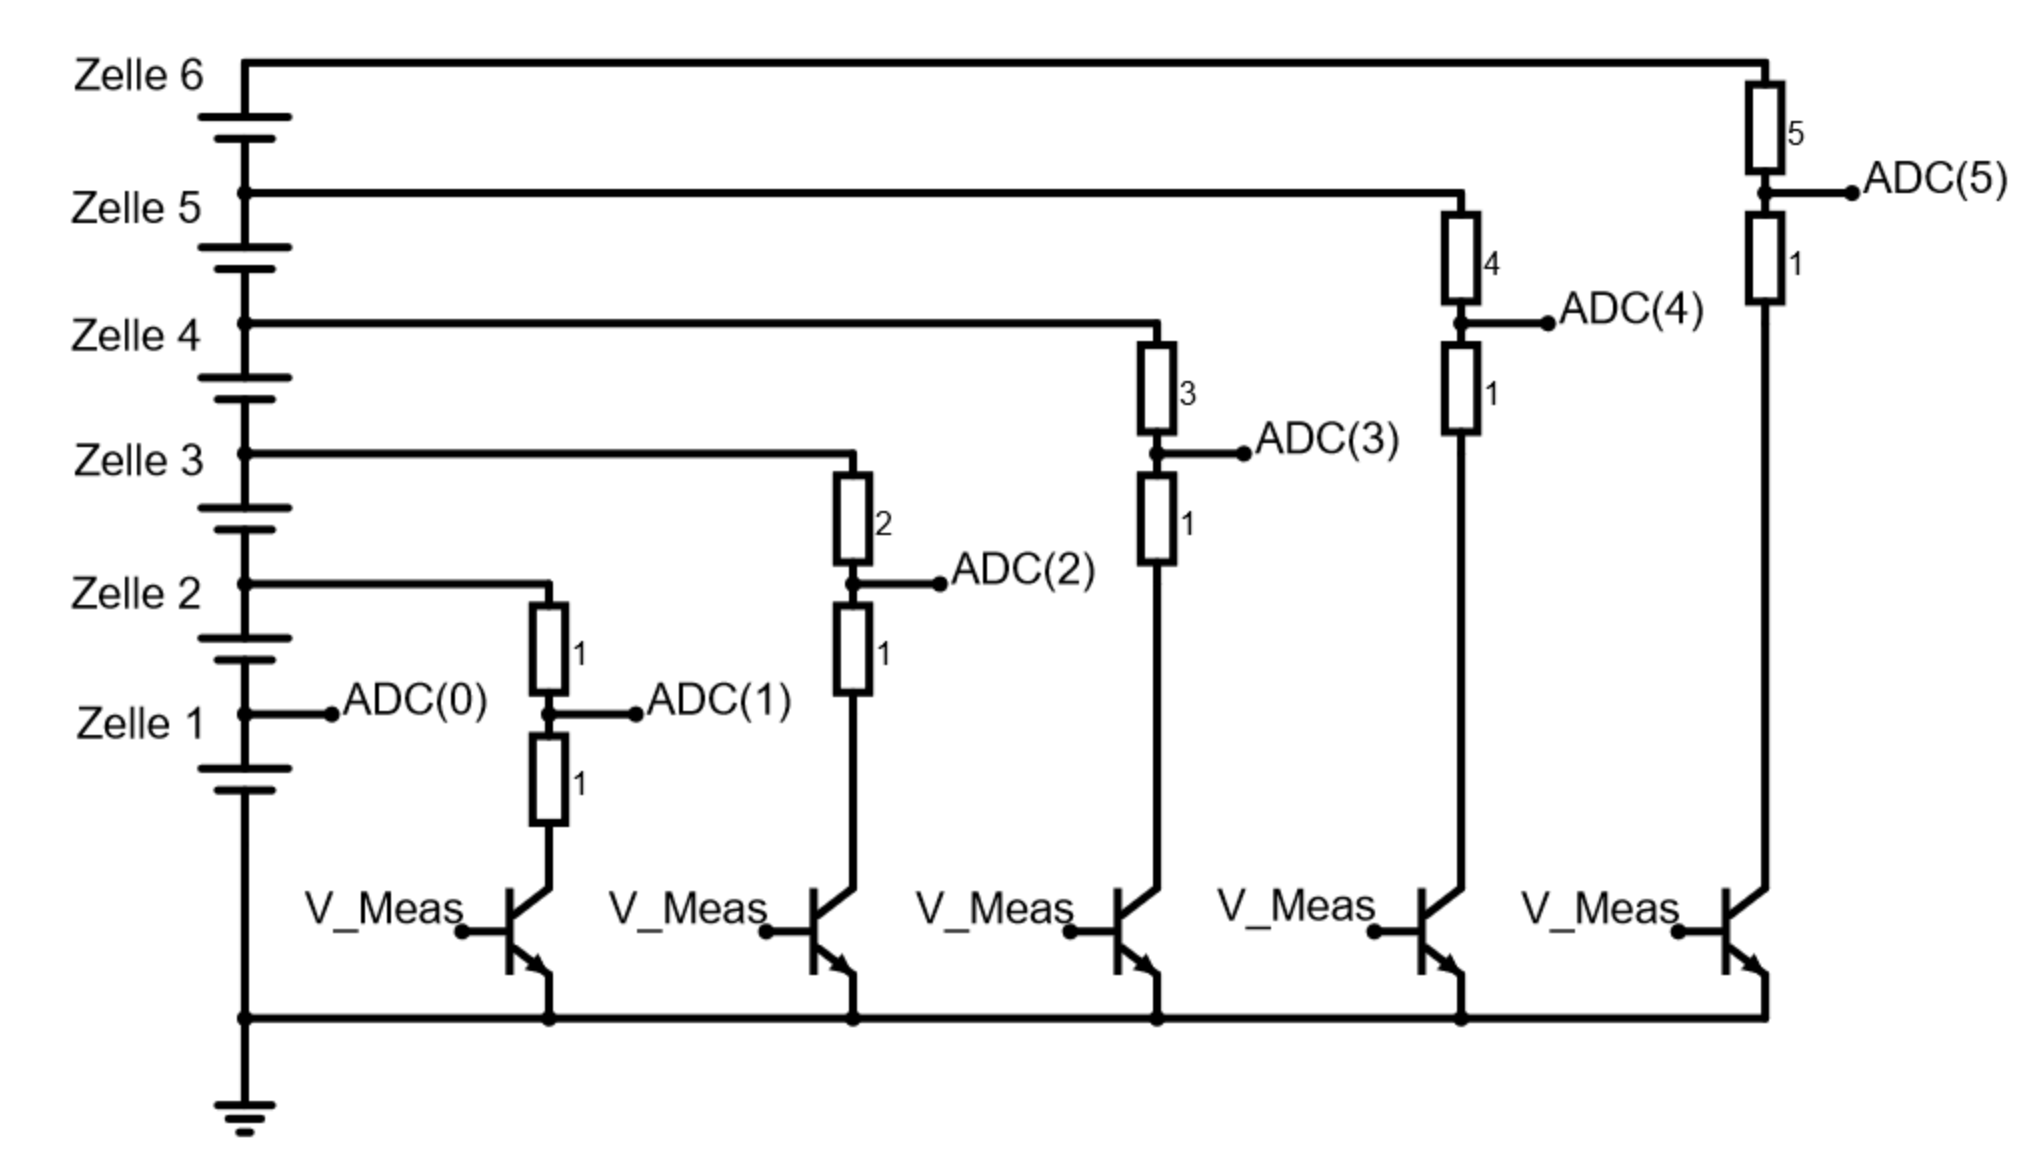 Zelle 6
5
ADC(5)
Zelle 5
4
1
ADC(4)
Zelle 4
3
1
ADC(3)
Zelle 3
2
1
ADC(2)
Zelle 2
1
1
ADC(0)
ADC(1)
Zelle 1
1
V_Meas
V_Meas
V_Meas
V_Meas
V_Meas